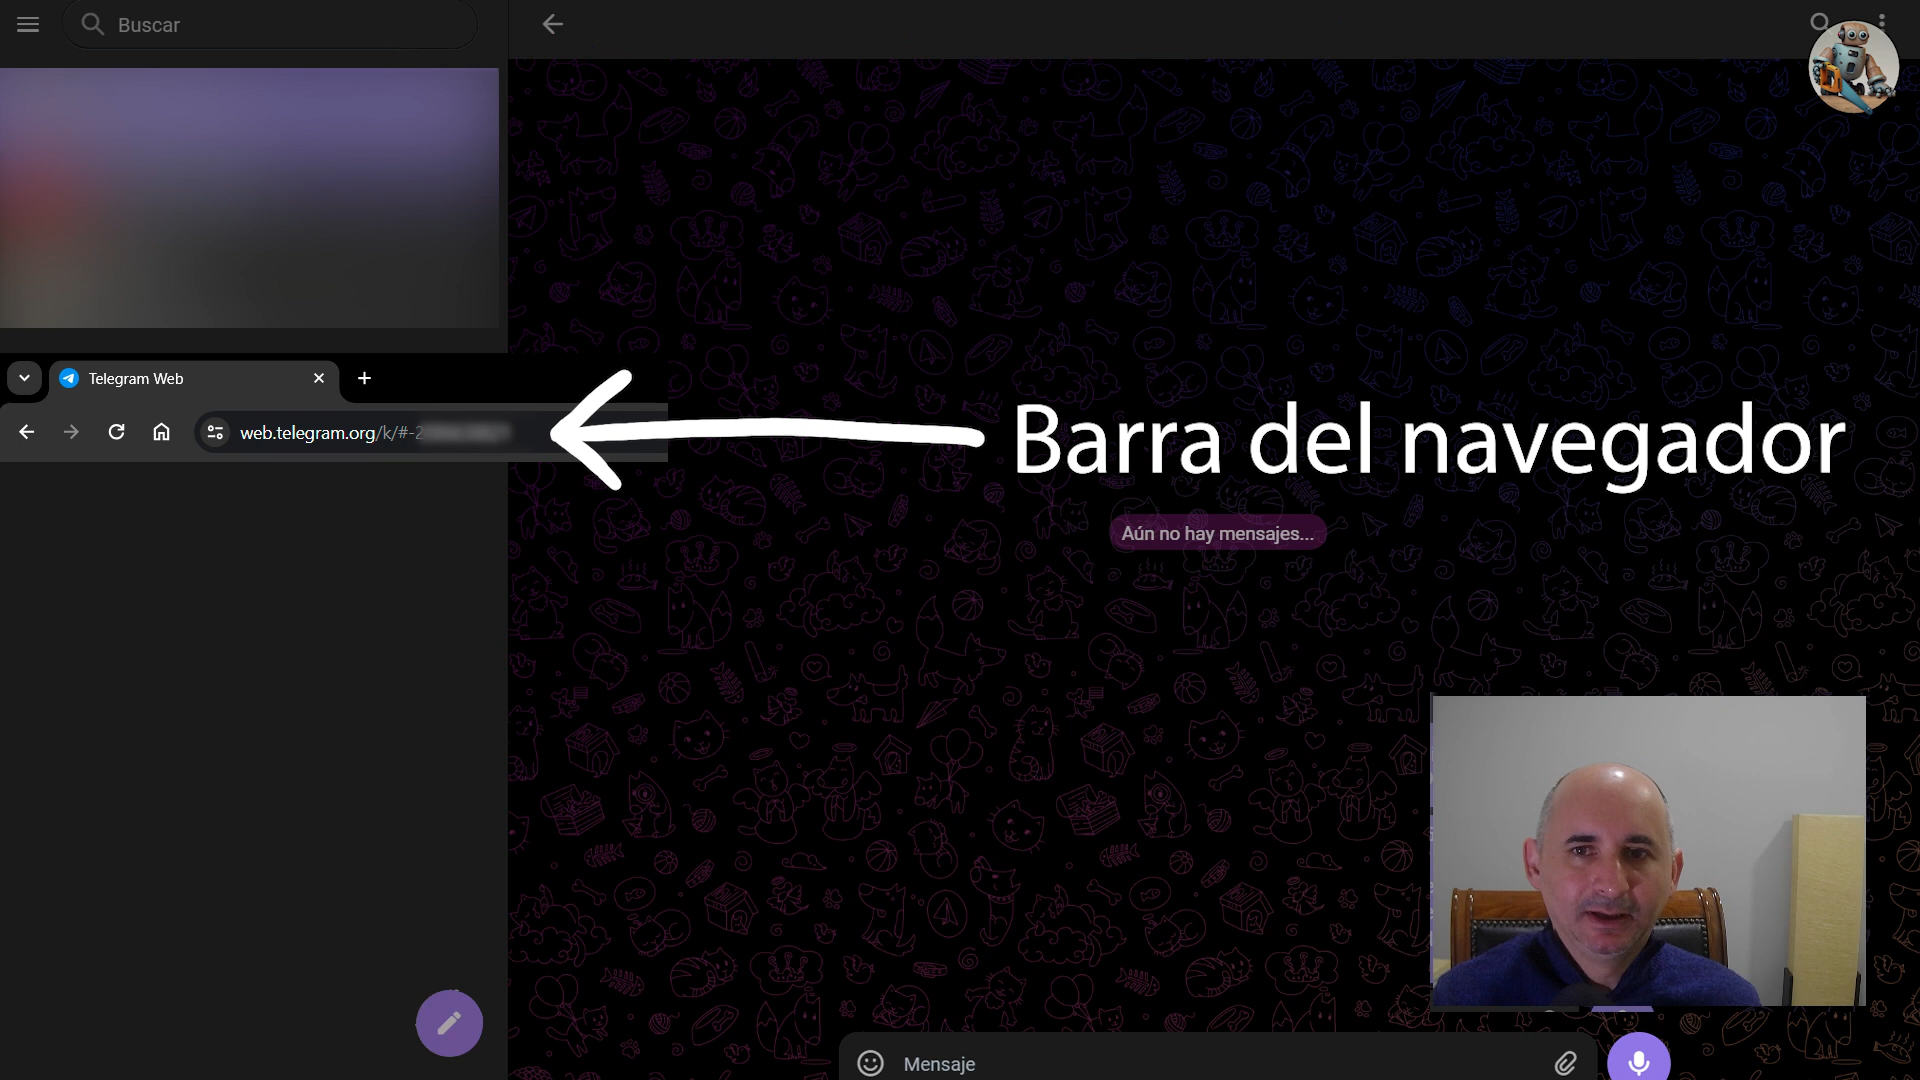 Buscar
Telegram Web
web.telegram.org/k/#-2
Barra del navegador
Aún no hay mensajes...
Mensaje